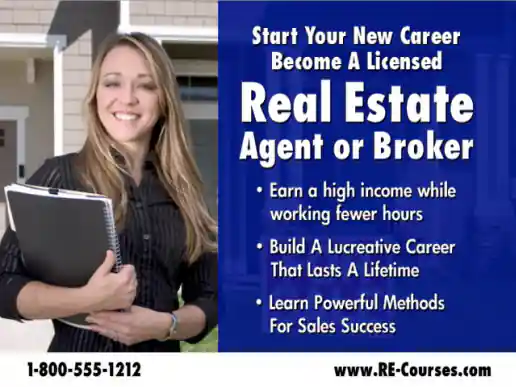 Start Your New Career
Become A Licensed
Real Estate
Agent or Broker
• Earn a high income while
working fewer hours
• Build A Lucreative Career
That Lasts A Lifetime
• Learn Powerful Methods
For Sales Success
1-800-555-1212
www.RE-Courses.com